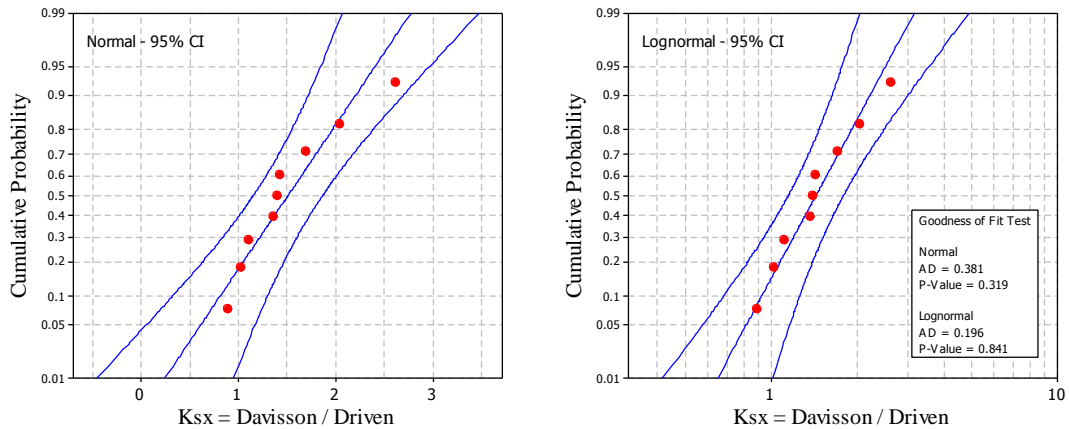 Normal - 95% CI
Cumulative Probability
0.99
0.95
0.9
0.8
0.7
0.6
0.5
0.4
0.3
0.2
0.1
0.05
0.01
0 1 2 3
Ksx = Davisson / Driven
Lognormal - 95% CI
Cumulative Probability
0.99
0.95
0.9
0.8
0.7
0.6
0.5
0.4
0.3
0.2
0.1
0.05
0.01
1 10
Ksx = Davisson / Driven
Goodness of Fit Test
Normal
AD = 0.381
P-Value = 0.319
Lognormal
AD = 0.196
P-Value = 0.841